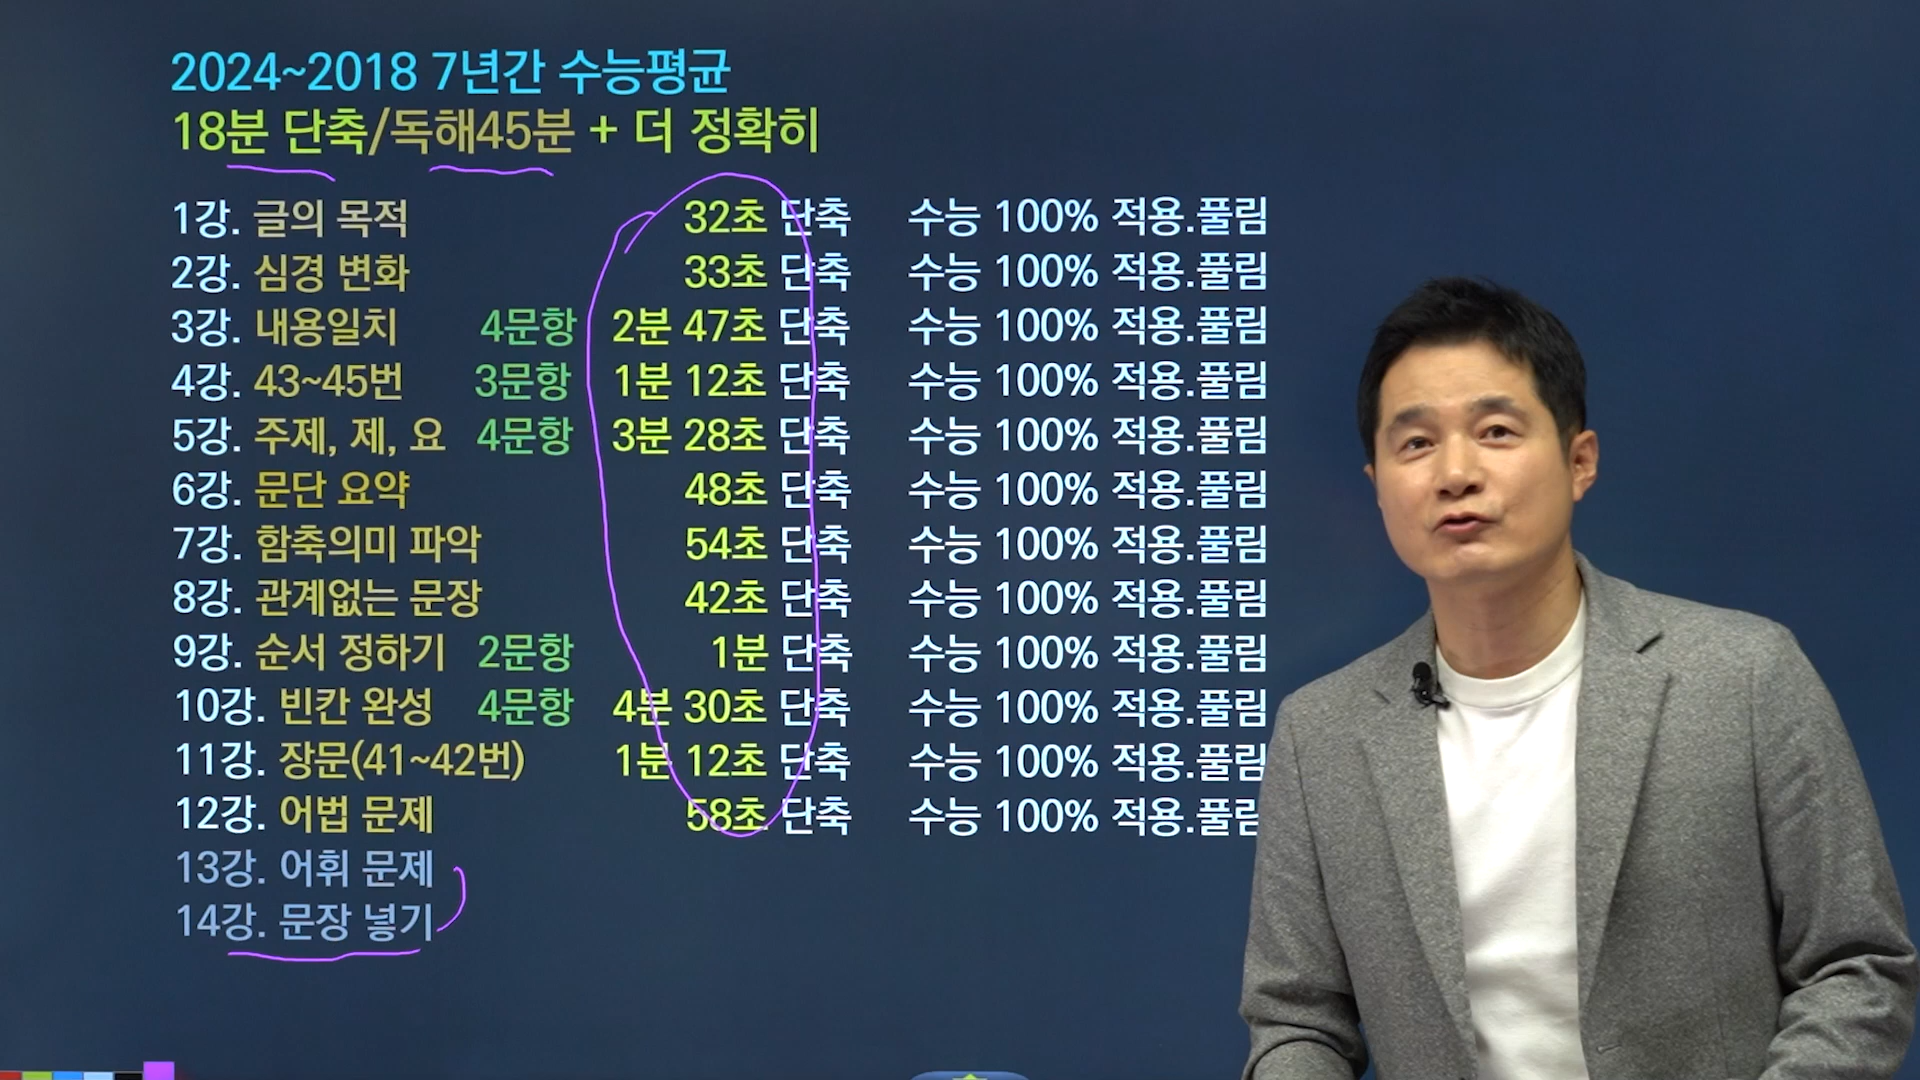 2024~2018 7년간 수능평균
18분 단축/독해45분 + 더 정확히
1강. 글의 목적 32초 단축 수능 100% 적용.풀림
2강. 심경 변화 33초 단축 수능 100% 적용.풀림
3강. 내용일치 4문항 2분 47초 단축 수능 100% 적용.풀림
4강. 43~45번 3문항 1분 12초 단축 수능 100% 적용.풀림
5강. 주제, 제, 요 4문항 3분 28초 단축 수능 100% 적용.풀림
6강. 문단 요약 48초 단축 수능 100% 적용.풀림
7강. 함축의미 파악 54초 단축 수능 100% 적용.풀림
8강. 관계없는 문장 42초 단축 수능 100% 적용.풀림
9강. 순서 정하기 2문항 1분 단축 수능 100% 적용.풀림
10강. 빈칸 완성 4문항 4분 30초 단축 수능 100% 적용.풀림
11강. 장문(41~42번) 1분 12초 단축 수능 100% 적용.풀림
12강. 어법 문제 58초 단축 수능 100% 적용.풀림
13강. 어휘 문제
14강. 문장 넣기